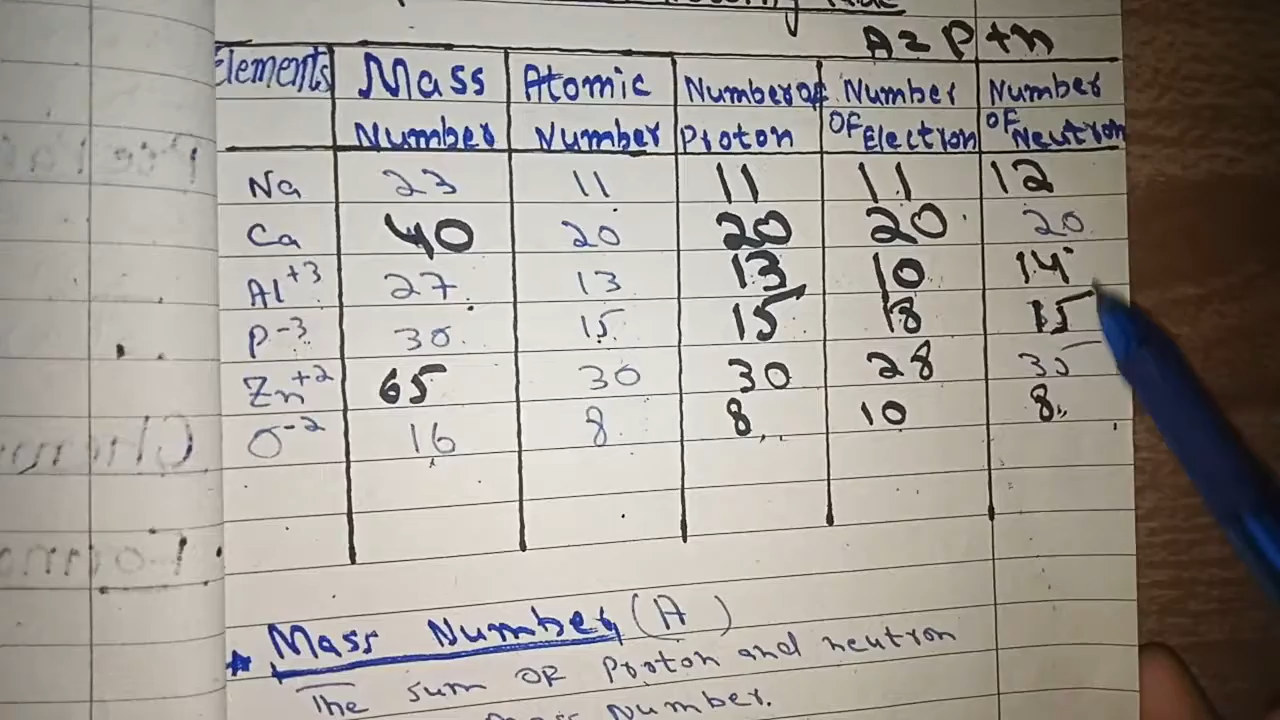 A = P + n
Elements Mass Number Atomic Number Number of Proton Number OF Electron Number OF Neutron
Na 23 11 11 11 12
Ca 40 20 20 20 20
Al+3 27 13 13 10 14
P-3 30 15 15 18 15
Zn+2 65 30 30 28 35
O-2 16 8 8 10 8
Mass Number (A)
The sum OF Proton and neutron
Mass Number.